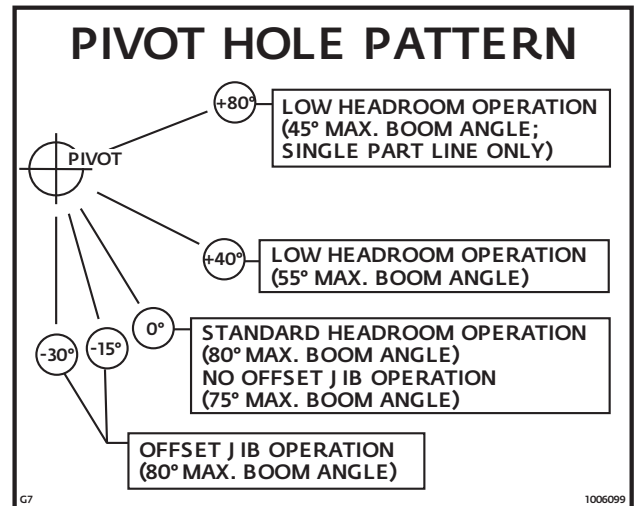 PIVOT HOLE PATTERN
+80°
LOW HEADROOM OPERATION
(45° MAX. BOOM ANGLE;
SINGLE PART LINE ONLY)
PIVOT
+40°
LOW HEADROOM OPERATION
(55° MAX. BOOM ANGLE)
0°
STANDARD HEADROOM OPERATION
(80° MAX. BOOM ANGLE)
NO OFFSET JIB OPERATION
(75° MAX. BOOM ANGLE)
-15°
-30°
OFFSET JIB OPERATION
(80° MAX. BOOM ANGLE)
G7
1006099